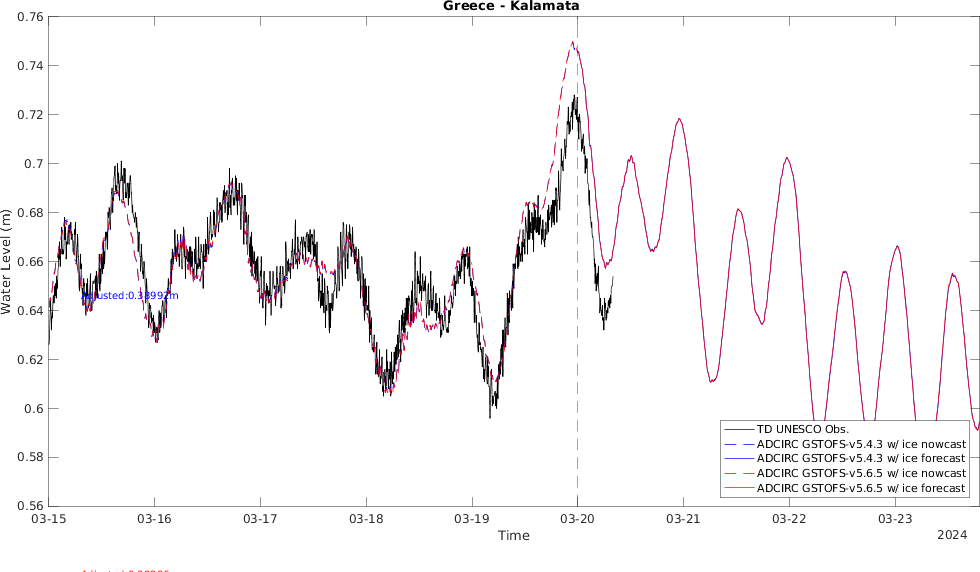 Greece - Kalamata
0.76
0.74
0.72
0.7
0.68
0.66
0.64
0.62
0.6
0.58
0.56
Water Level (m)
Adjusted:0.38992m
TD UNESCO Obs.
ADCIRC GSTOFS-v5.4.3 w/ ice nowcast
ADCIRC GSTOFS-v5.4.3 w/ ice forecast
ADCIRC GSTOFS-v5.6.5 w/ ice nowcast
ADCIRC GSTOFS-v5.6.5 w/ ice forecast
03-15 03-16 03-17 03-18 03-19 03-20 03-21 03-22 03-23
Time
2024